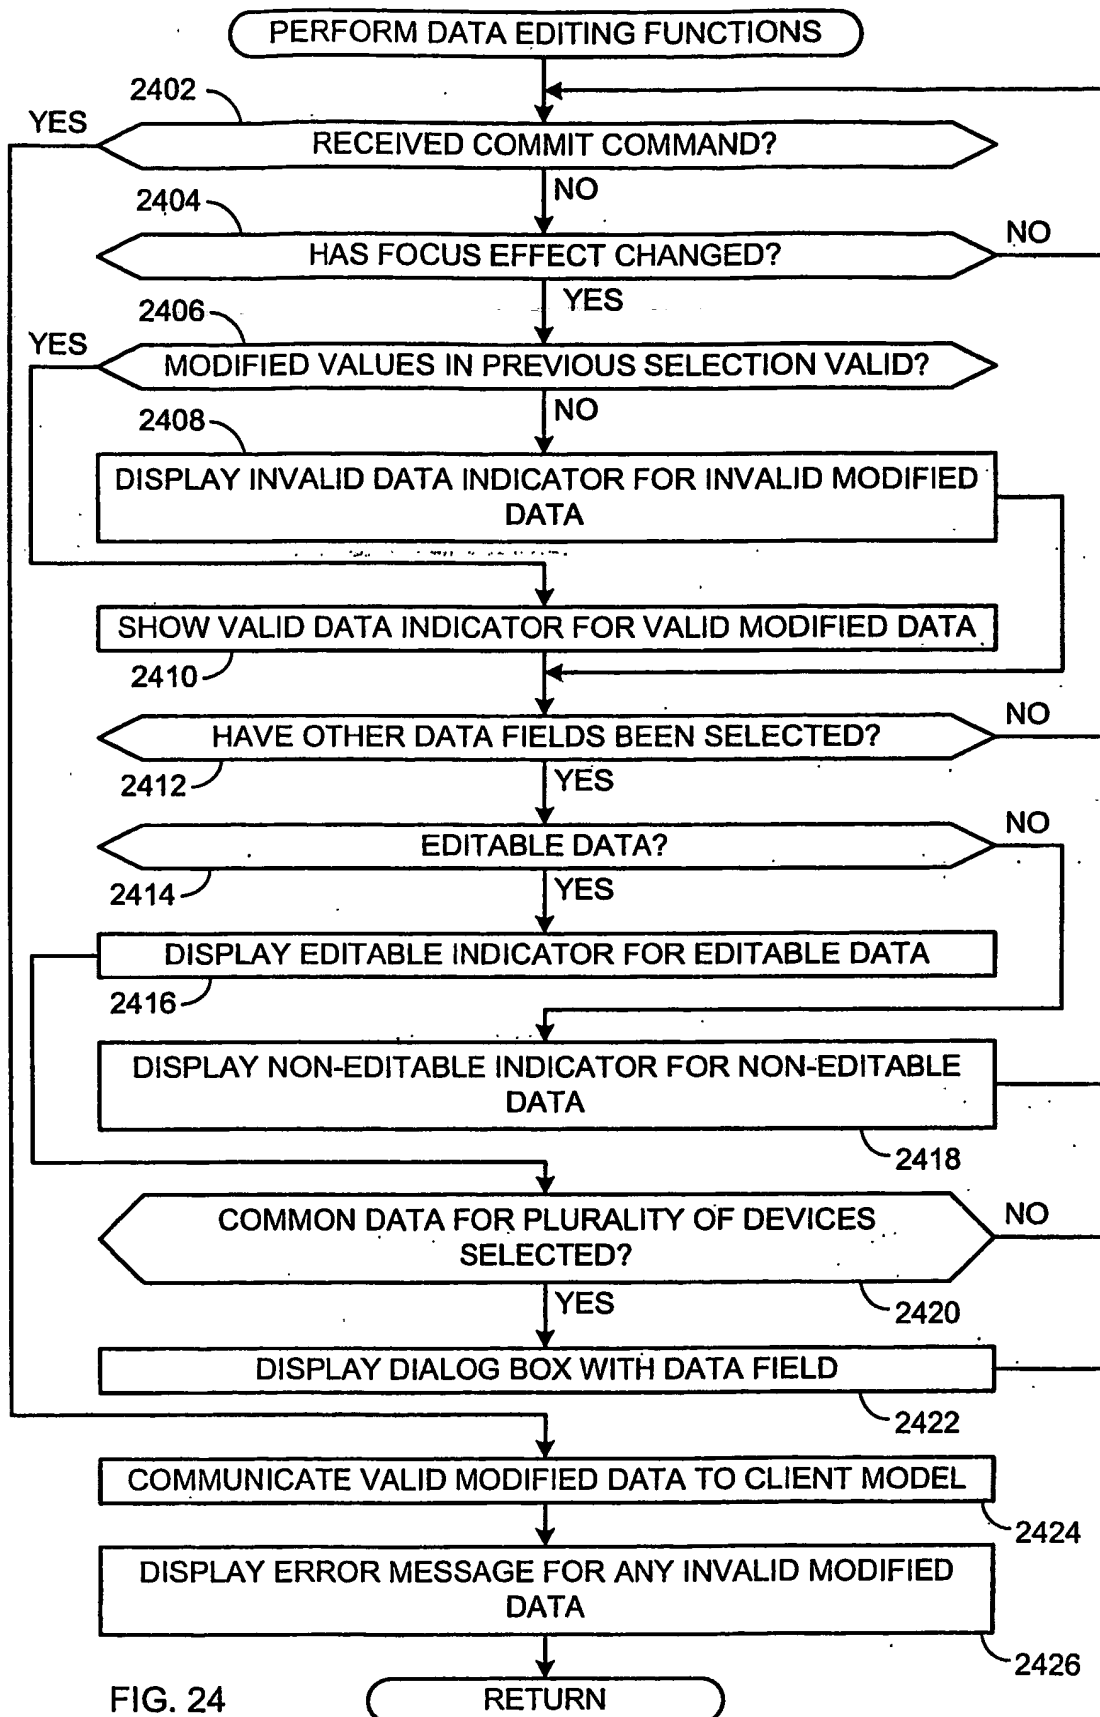 PERFORM DATA EDITING FUNCTIONS
2402
YES
RECEIVED COMMIT COMMAND?
NO
2404
NO
HAS FOCUS EFFECT CHANGED?
YES
2406
YES
MODIFIED VALUES IN PREVIOUS SELECTION VALID?
NO
2408
DISPLAY INVALID DATA INDICATOR FOR INVALID MODIFIED
DATA
SHOW VALID DATA INDICATOR FOR VALID MODIFIED DATA
2410
NO
HAVE OTHER DATA FIELDS BEEN SELECTED?
2412
YES
NO
EDITABLE DATA?
2414
YES
DISPLAY EDITABLE INDICATOR FOR EDITABLE DATA
2416
DISPLAY NON-EDITABLE INDICATOR FOR NON-EDITABLE
DATA
2418
COMMON DATA FOR PLURALITY OF DEVICES
SELECTED?
NO
YES
2420
DISPLAY DIALOG BOX WITH DATA FIELD
2422
COMMUNICATE VALID MODIFIED DATA TO CLIENT MODEL
2424
DISPLAY ERROR MESSAGE FOR ANY INVALID MODIFIED
DATA
2426
FIG. 24
RETURN